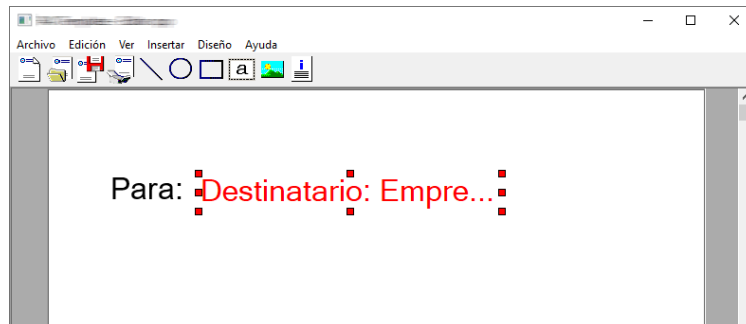 Archivo Edición Ver Insertar Diseño Ayuda
a
Para: Destinatario: Empre...